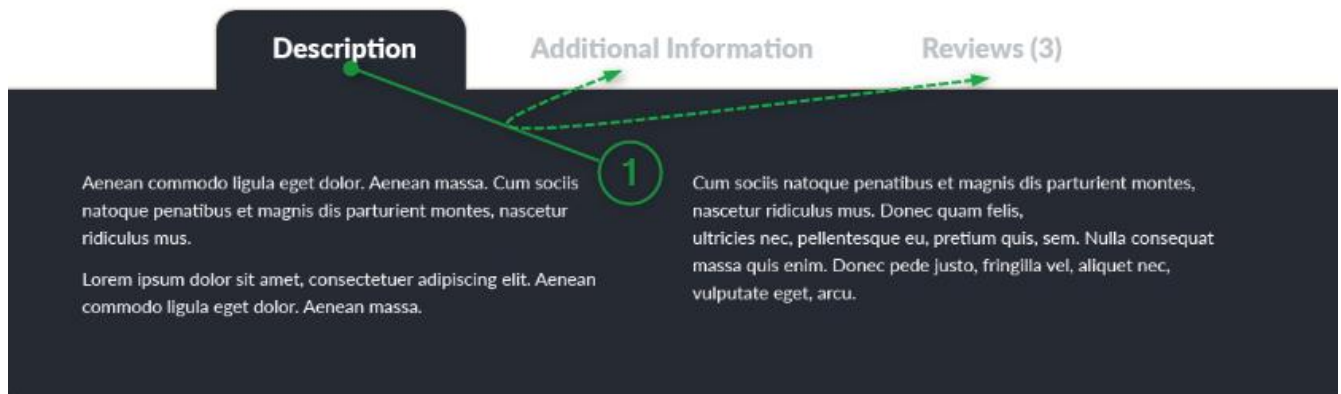 Description
Additional Information
Reviews (3)
1
Aenean commodo ligula eget dolor. Aenean massa. Cum sociis
natoque penatibus et magnis dis parturient montes, nascetur
ridiculus mus.
Lorem ipsum dolor sit amet, consectetuer adipiscing elit. Aenean
commodo ligula eget dolor. Aenean massa.
Cum sociis natoque penatibus et magnis dis parturient montes,
nascetur ridiculus mus. Donec quam felis,
ultricies nec, pellentesque eu, pretium quis, sem. Nulla consequat
massa quis enim. Donec pede justo, fringilla vel, aliquet nec,
vulputate eget, arcu.